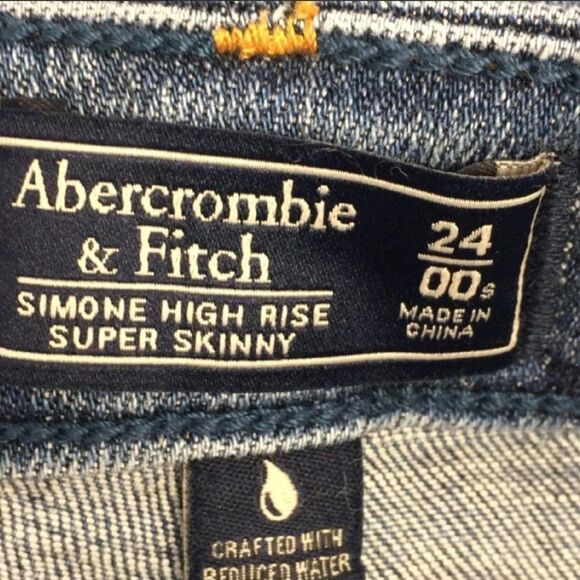 Abercrombie
& Fitch
SIMONE HIGH RISE
SUPER SKINNY
24
00s
MADE IN
CHINA
CRAFTED WITH
REDUCED WATER